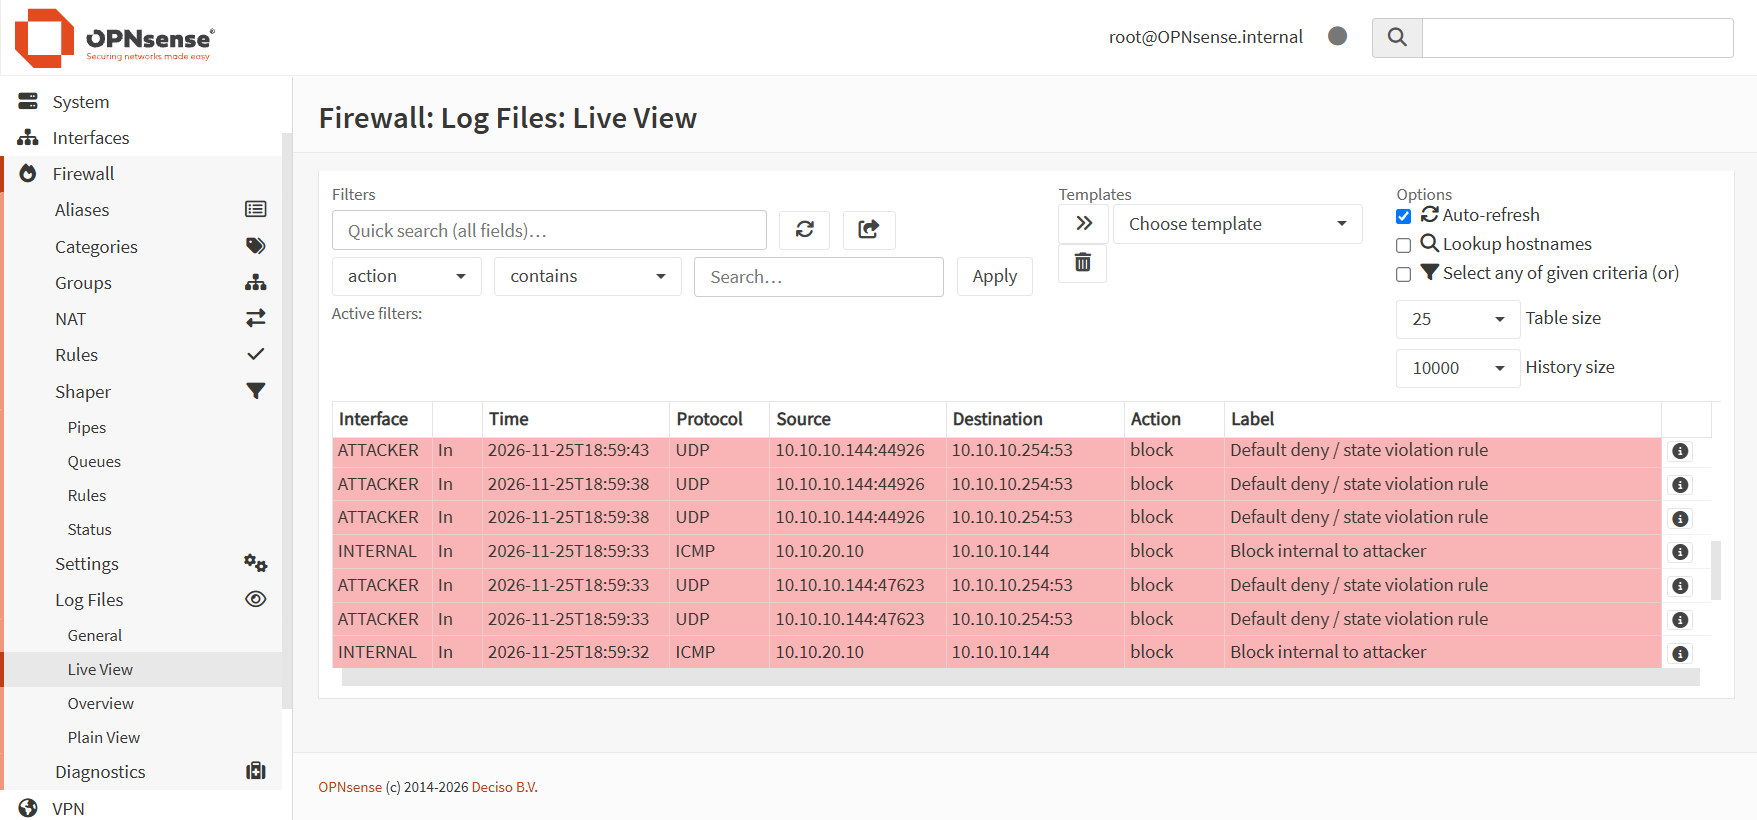 OPNsense®
Securing networks made easy
root@OPNsense.internal
System
Interfaces
Firewall
Aliases
Categories
Groups
NAT
Rules
Shaper
Pipes
Queues
Rules
Status
Settings
Log Files
General
Live View
Overview
Plain View
Diagnostics
VPN
Firewall: Log Files: Live View
Filters
Quick search (all fields)...
action contains Search... Apply
Active filters:
Templates
Choose template
Options
Auto-refresh
Lookup hostnames
Select any of given criteria (or)
25 Table size
10000 History size
Interface Time Protocol Source Destination Action Label
ATTACKER In 2026-11-25T18:59:43 UDP 10.10.10.144:44926 10.10.10.254:53 block Default deny / state violation rule
ATTACKER In 2026-11-25T18:59:38 UDP 10.10.10.144:44926 10.10.10.254:53 block Default deny / state violation rule
ATTACKER In 2026-11-25T18:59:38 UDP 10.10.10.144:44926 10.10.10.254:53 block Default deny / state violation rule
INTERNAL In 2026-11-25T18:59:33 ICMP 10.10.20.10 10.10.10.144 block Block internal to attacker
ATTACKER In 2026-11-25T18:59:33 UDP 10.10.10.144:47623 10.10.10.254:53 block Default deny / state violation rule
ATTACKER In 2026-11-25T18:59:33 UDP 10.10.10.144:47623 10.10.10.254:53 block Default deny / state violation rule
INTERNAL In 2026-11-25T18:59:32 ICMP 10.10.20.10 10.10.10.144 block Block internal to attacker
OPNsense (c) 2014-2026 Deciso B.V.